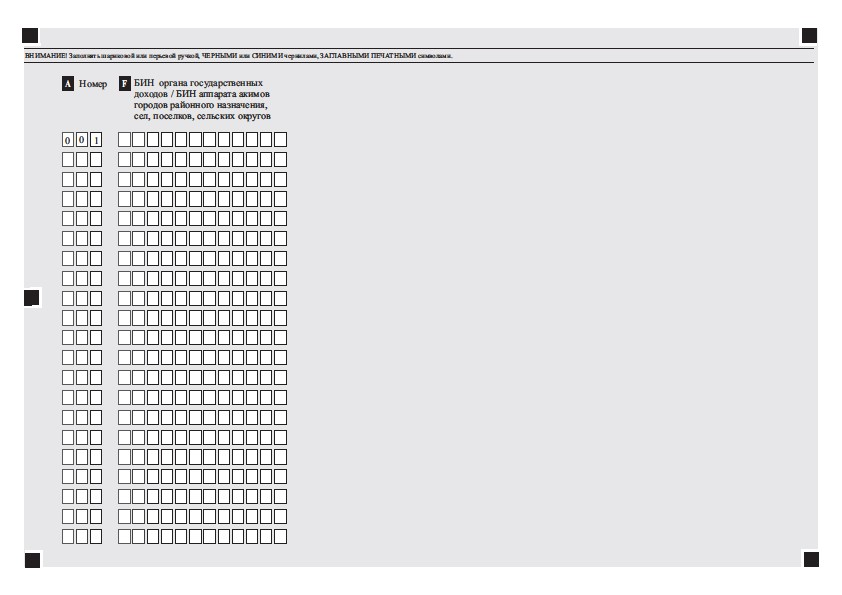 ВНИМАНИЕ! Заполнять шариковой или перьевой ручкой, ЧЕРНЫМИ или СИНИМИ чернилами, ЗАГЛАВНЫМИ ПЕЧАТНЫМИ символами.
A Номер F БИН органа государственных
доходов / БИН аппарата акимов
городов районного назначения,
сел, поселков, сельских округов
0 0 1